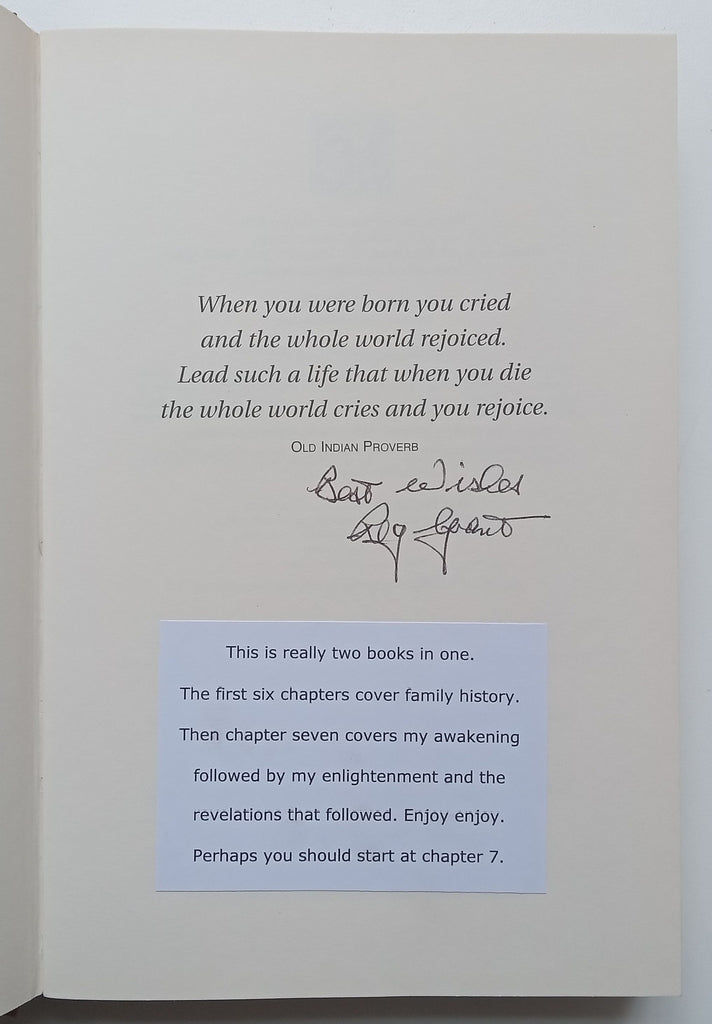 When you were born you cried
and the whole world rejoiced.
Lead such a life that when you die
the whole world cries and you rejoice.
Old Indian Proverb
Best Wishes
Reg Grant
This is really two books in one.
The first six chapters cover family history.
Then chapter seven covers my awakening
followed by my enlightenment and the
revelations that followed. Enjoy enjoy.
Perhaps you should start at chapter 7.